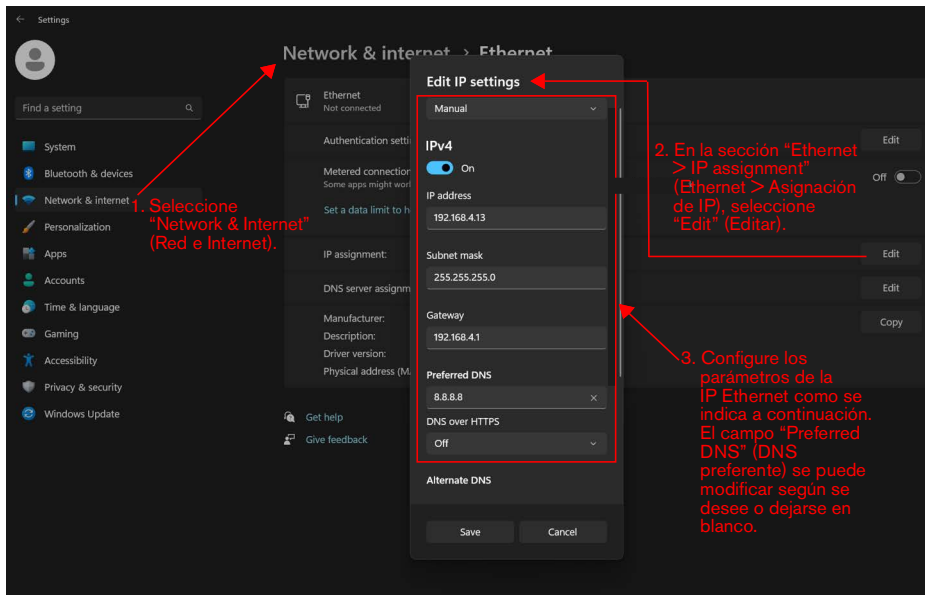 Settings
Network & internet > Ethernet
Find a setting
System
Bluetooth & devices
Network & internet
Personalization
Apps
Accounts
Time & language
Gaming
Accessibility
Privacy & security
Windows Update
1. Seleccione
“Network & Internet”
(Red e Internet).
Ethernet
Not connected
Authentication setti
Metered connection
Some apps might worl
Set a data limit to h
IP assignment:
DNS server assignm
Manufacturer:
Description:
Driver version:
Physical address (M
Get help
Give feedback
Edit IP settings
Manual
IPv4
On
IP address
192.168.4.13
Subnet mask
255.255.255.0
Gateway
192.168.4.1
Preferred DNS
8.8.8.8
DNS over HTTPS
Off
Alternate DNS
Save Cancel
Edit
Off
Edit
Edit
Copy
2. En la sección “Ethernet
> IP assignment”
(Ethernet > Asignación
de IP), seleccione
“Edit” (Editar).
3. Configure los
parámetros de la
IP Ethernet como se
indica a continuación.
El campo “Preferred
DNS” (DNS
preferente) se puede
modificar según se
desee o dejarse en
blanco.